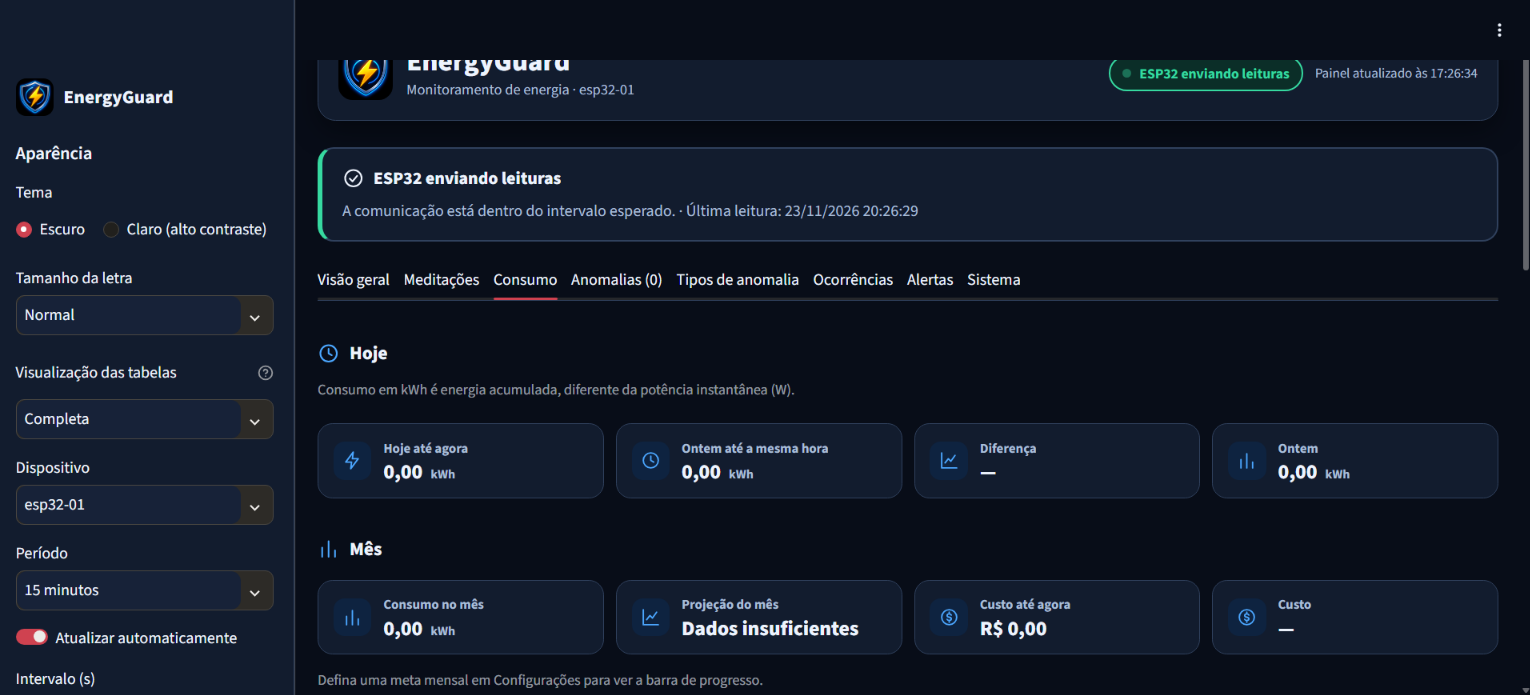 EnergyGuard
Aparência
Tema
Escuro
Claro (alto contraste)
Tamanho da letra
Normal
Visualização das tabelas
Completa
Dispositivo
esp32-01
Período
15 minutos
Atualizar automaticamente
Intervalo (s)
EnergyGuard
Monitoramento de energia · esp32-01
ESP32 enviando leituras
Painel atualizado às 17:26:34
ESP32 enviando leituras
A comunicação está dentro do intervalo esperado. · Última leitura: 23/11/2026 20:26:29
Visão geral Meditações Consumo Anomalias (0) Tipos de anomalia Ocorrências Alertas Sistema
Hoje
Consumo em kWh é energia acumulada, diferente da potência instantânea (W).
Hoje até agora
0,00 kWh
Ontem até a mesma hora
0,00 kWh
Diferença
—
Ontem
0,00 kWh
Mês
Consumo no mês
0,00 kWh
Projeção do mês
Dados insuficientes
Custo até agora
R$ 0,00
Custo
—
Defina uma meta mensal em Configurações para ver a barra de progresso.